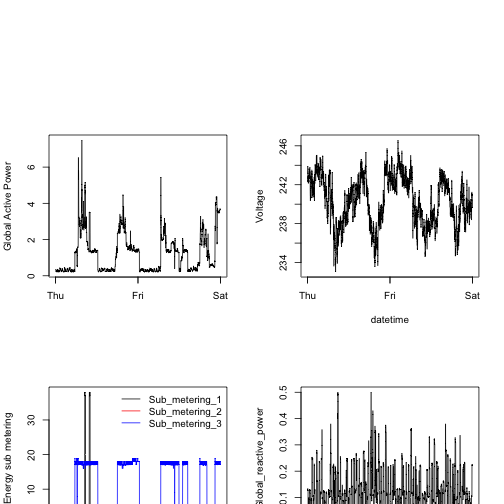 Global Active Power
6
4
2
0
Thu
Fri
Sat
Voltage
246
242
238
234
Thu
Fri
Sat
datetime
Energy sub metering
30
20
10
Sub_metering_1
Sub_metering_2
Sub_metering_3
Global_reactive_power
0.5
0.4
0.3
0.2
0.1